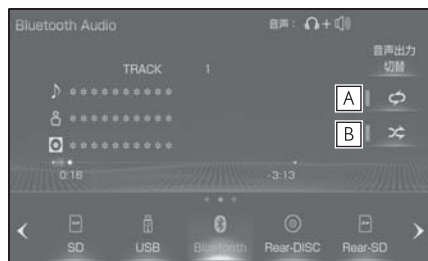 Bluetooth Audio
音声： +
音声出力
切替
TRACK 1
A
B
**********
**********
**********
0:18 -3:13
SD USB Bluetooth Rear-DISC Rear-SD